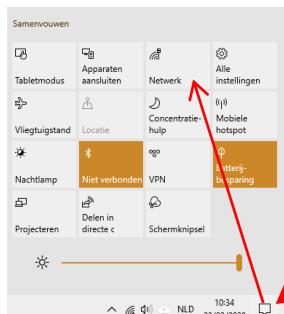 Samenvouwen
Tabletmodus
Apparaten
aansluiten
Netwerk
Alle
instellingen
Vliegtuigstand
Locatie
Concentratie-
hulp
Mobiele
hotspot
Nachtlamp
Niet verbonden
VPN
batterij-
besparing
Projecteren
Delen in
directe c
Schermknipsel
NLD
10:34